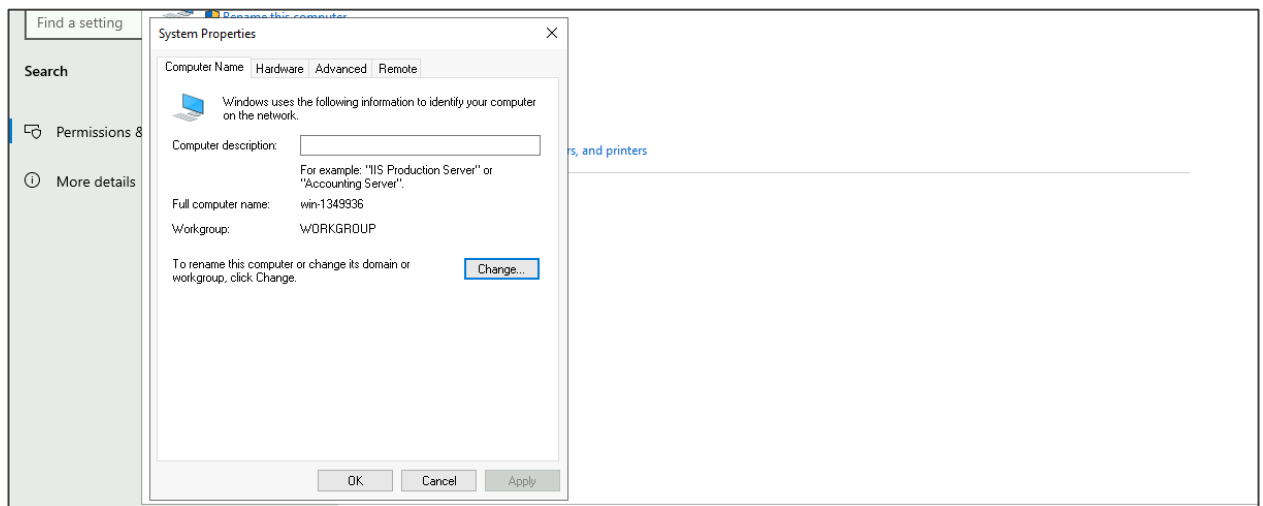 Find a setting
Rename this computer
System Properties
Search
Computer Name Hardware Advanced Remote
Windows uses the following information to identify your computer
on the network.
Permissions &
Computer description:
rs, and printers
For example: "IIS Production Server" or
"Accounting Server".
More details
Full computer name: win-1349936
Workgroup: WORKGROUP
To rename this computer or change its domain or
workgroup, click Change.
Change...
OK Cancel Apply